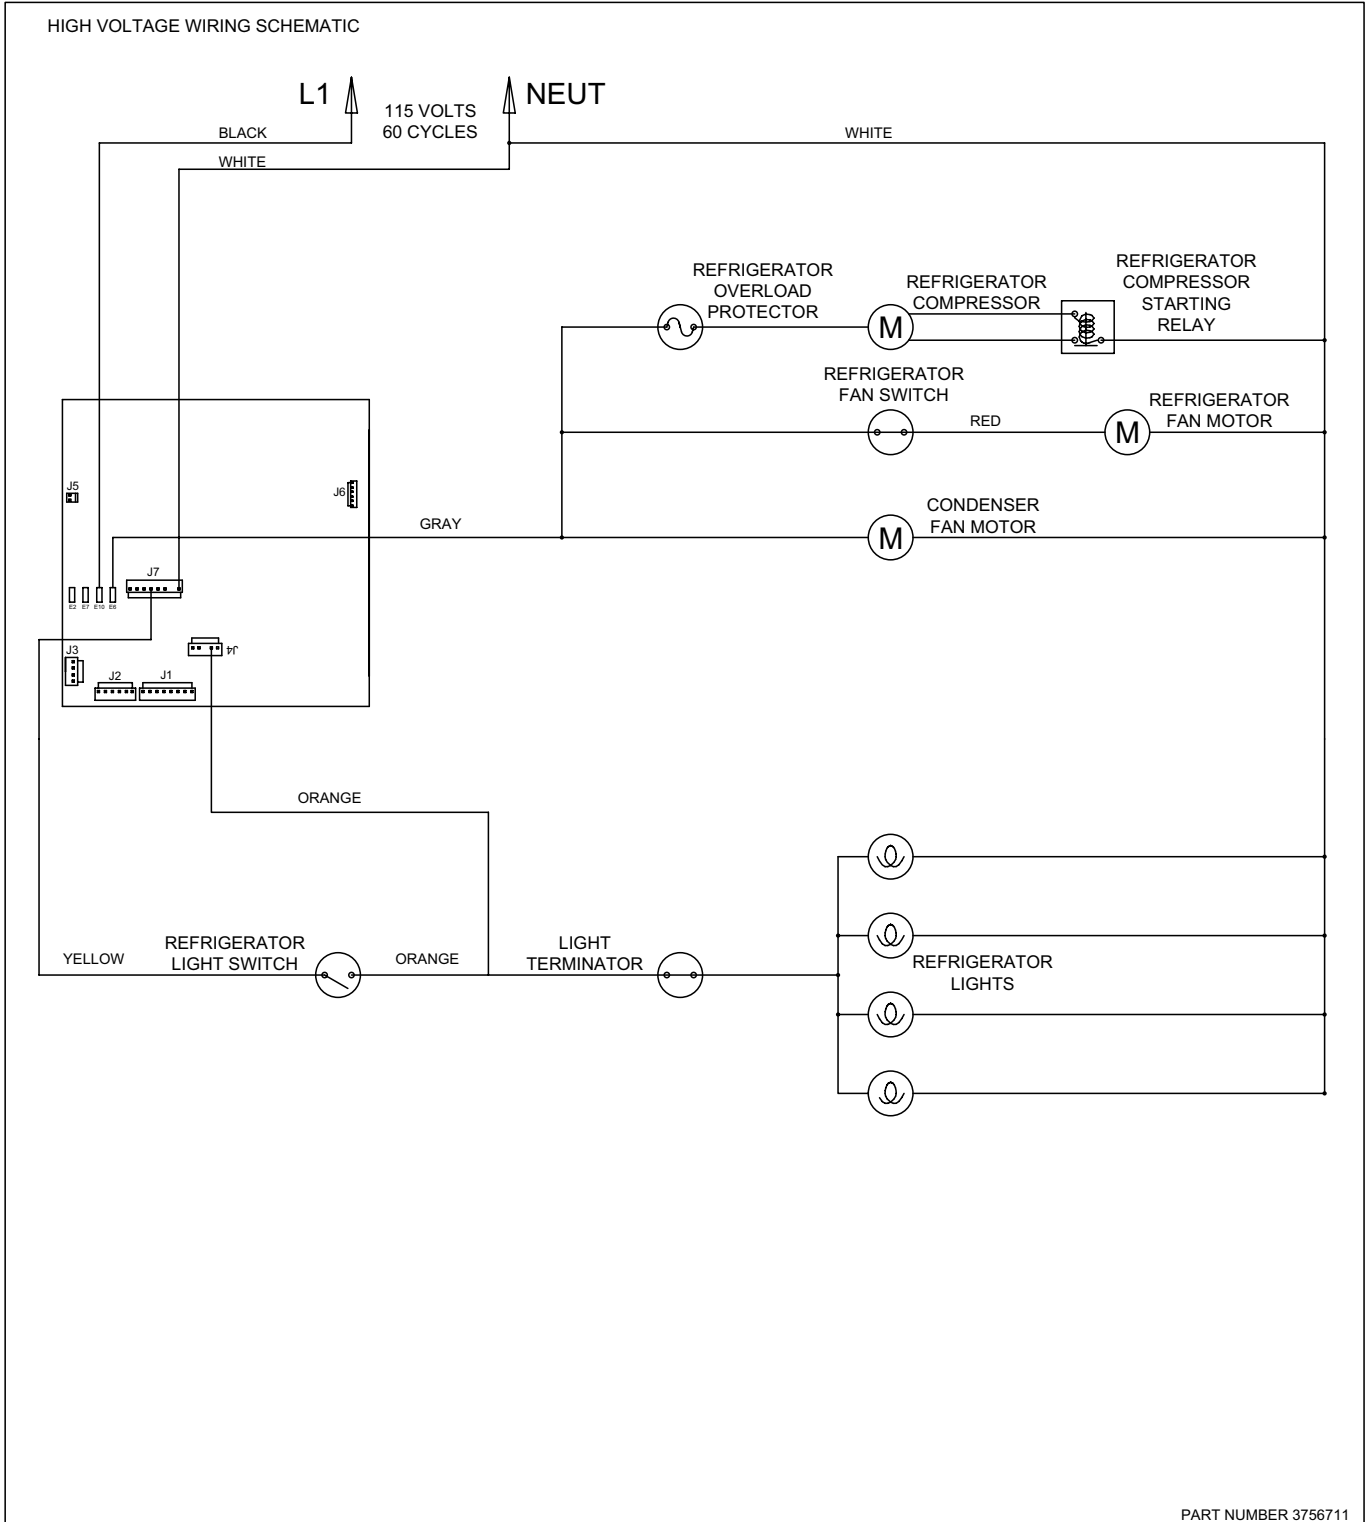 HIGH VOLTAGE WIRING SCHEMATIC
L1
NEUT
115 VOLTS
60 CYCLES
BLACK
WHITE
WHITE
REFRIGERATOR
OVERLOAD
PROTECTOR
REFRIGERATOR
COMPRESSOR
REFRIGERATOR
COMPRESSOR
STARTING
RELAY
M
REFRIGERATOR
FAN SWITCH
RED
REFRIGERATOR
FAN MOTOR
M
J5
J6
GRAY
CONDENSER
FAN MOTOR
M
J7
E2
E7
E10
E6
J4
J3
J2
J1
ORANGE
YELLOW
REFRIGERATOR
LIGHT SWITCH
ORANGE
LIGHT
TERMINATOR
REFRIGERATOR
LIGHTS
PART NUMBER 3756711